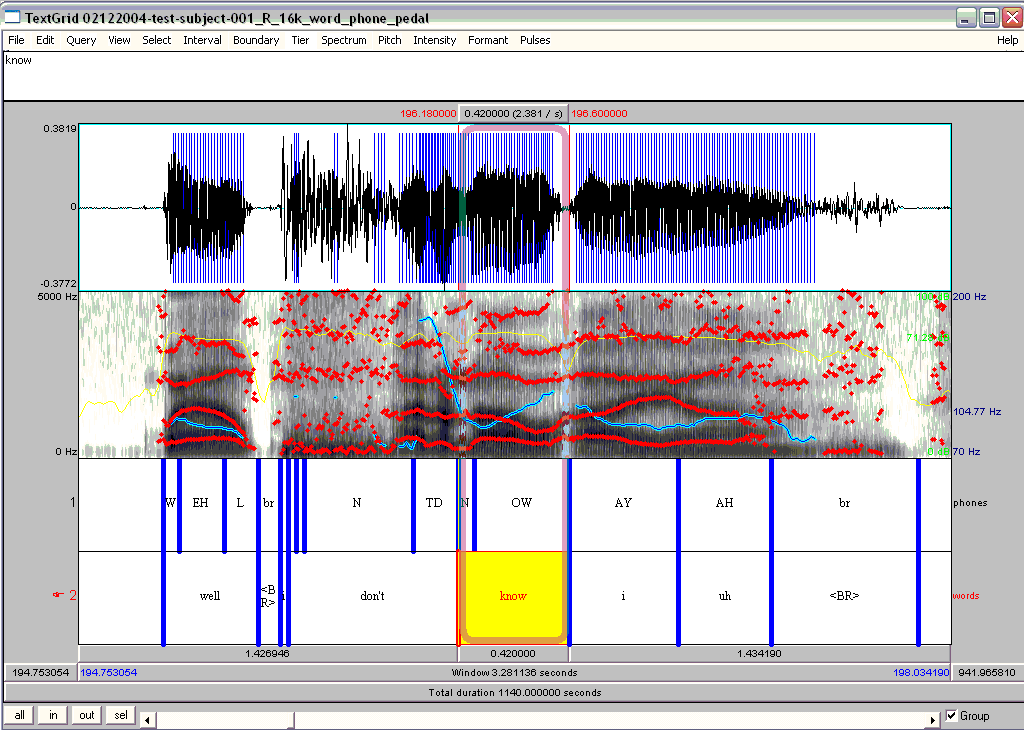 TextGrid 02122004-test-subject-001_R_16k_word_phone_pedal
File Edit Query View Select Interval Boundary Tier Spectrum Pitch Intensity Formant Pulses Help
know
196.180000 0.420000 (2.381 / s) 196.600000
0.3819
0
-0.3772
5000 Hz 200 Hz
104.77 Hz
0 Hz 70 Hz
1 W EH L br N TD N OW AY AH br phones
2 well <BR> i don't know i uh <BR> words
1.426946 0.420000 1.434190
194.753054 194.753054 Window 3.281136 seconds 198.034190 941.965810
Total duration 1140.000000 seconds
all in out sel Group